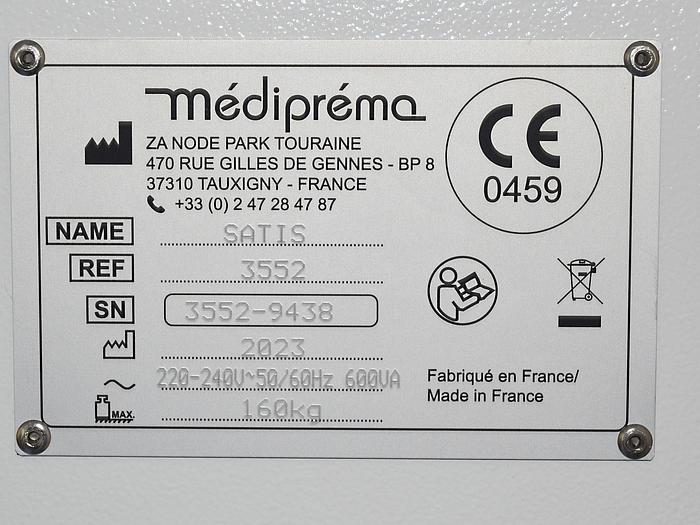 médipréma
ZA NODE PARK TOURAINE
470 RUE GILLES DE GENNES - BP 8
37310 TAUXIGNY - FRANCE
+33 (0) 2 47 28 47 87
CE
0459
NAME SATIS
REF 3552
SN 3552-9438
2023
220-240V~50/60Hz 600VA
MAX. 160kg
Fabriqué en France/
Made in France